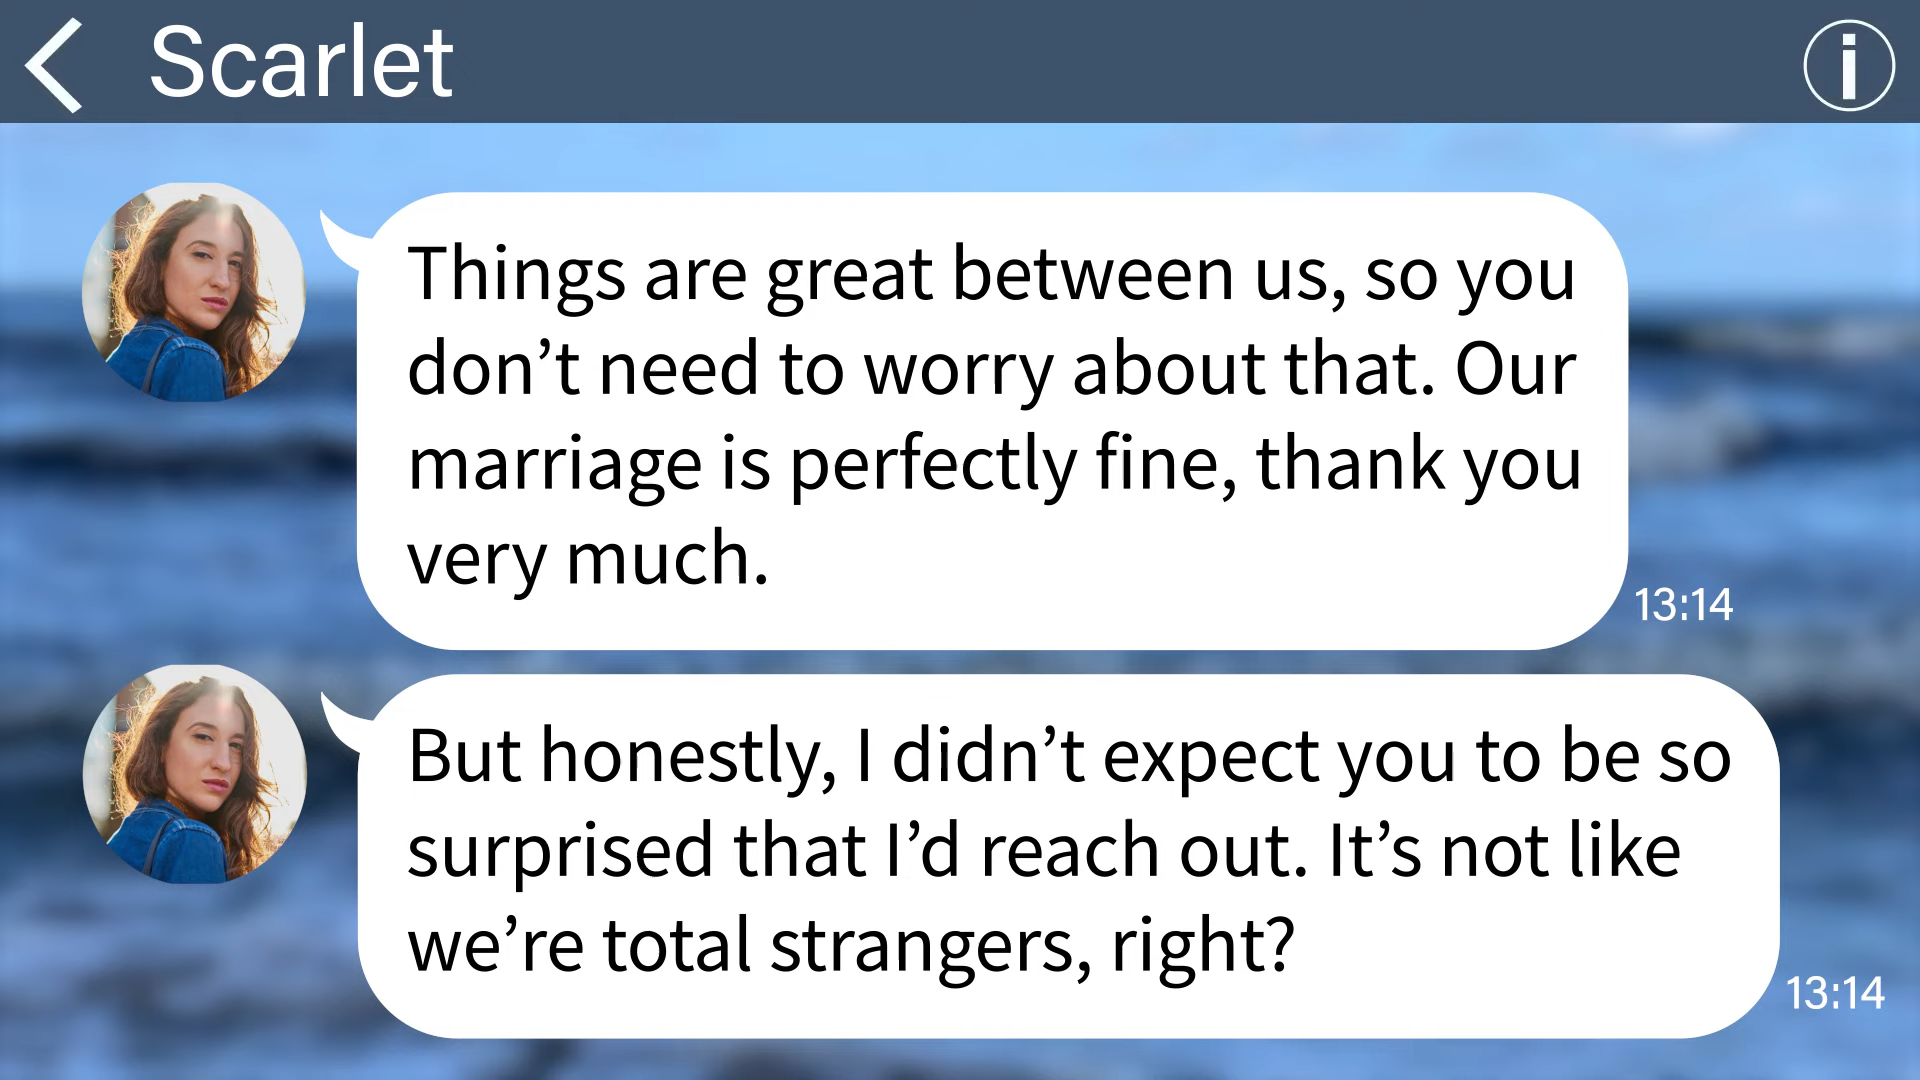 Scarlet
Things are great between us, so you
don’t need to worry about that. Our
marriage is perfectly fine, thank you
very much.
13:14
But honestly, I didn’t expect you to be so
surprised that I’d reach out. It’s not like
we’re total strangers, right?
13:14